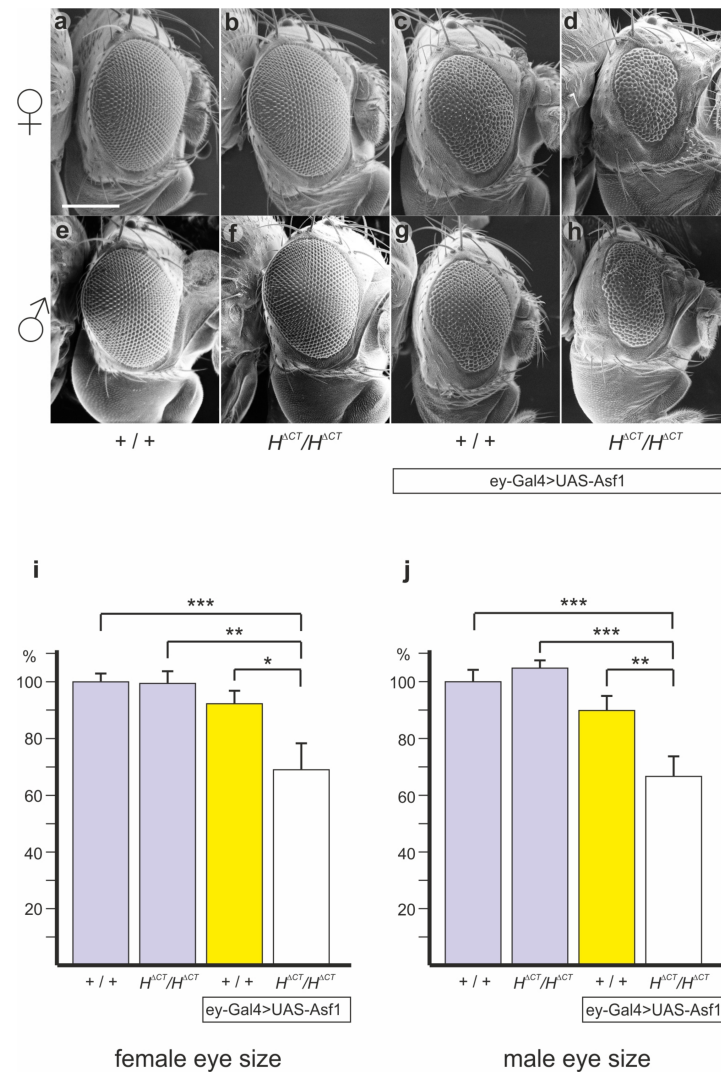 a b c d
♀
e f g h
♂
+ / + H^ΔCT/H^ΔCT + / + H^ΔCT/H^ΔCT
ey-Gal4>UAS-Asf1
i
***
**
*
%
100
80
60
40
20
+ / + H^ΔCT/H^ΔCT + / + H^ΔCT/H^ΔCT
ey-Gal4>UAS-Asf1
female eye size
j
***
***
**
%
100
80
60
40
20
+ / + H^ΔCT/H^ΔCT + / + H^ΔCT/H^ΔCT
ey-Gal4>UAS-Asf1
male eye size